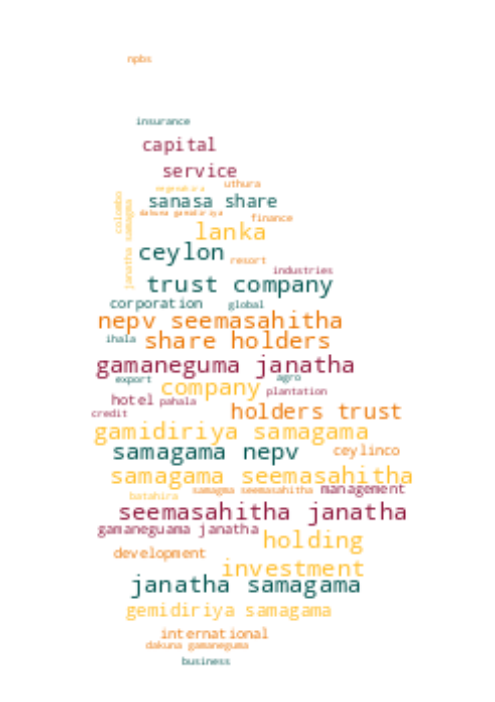 npbs
insurance
capital
service
uthura
vegenahira
sanasa share
colombo
dakuna gamidiriya
finance
lanka
ceylon
resort
janatha samagma
industries
trust company
corporation
global
nepv seemasahitha
ihala
share holders
gamaneguma janatha
export
agro
company
plantation
hotel
pahala
credit
holders trust
gamidiriya samagama
samagama nepv
ceylinco
samagama seemasahitha
samagma seemasahitha
management
batahira
seemasahitha janatha
gamaneguama janatha
holding
development
investment
janatha samagama
gemidiriya samagama
international
dakuna gamaneguma
business